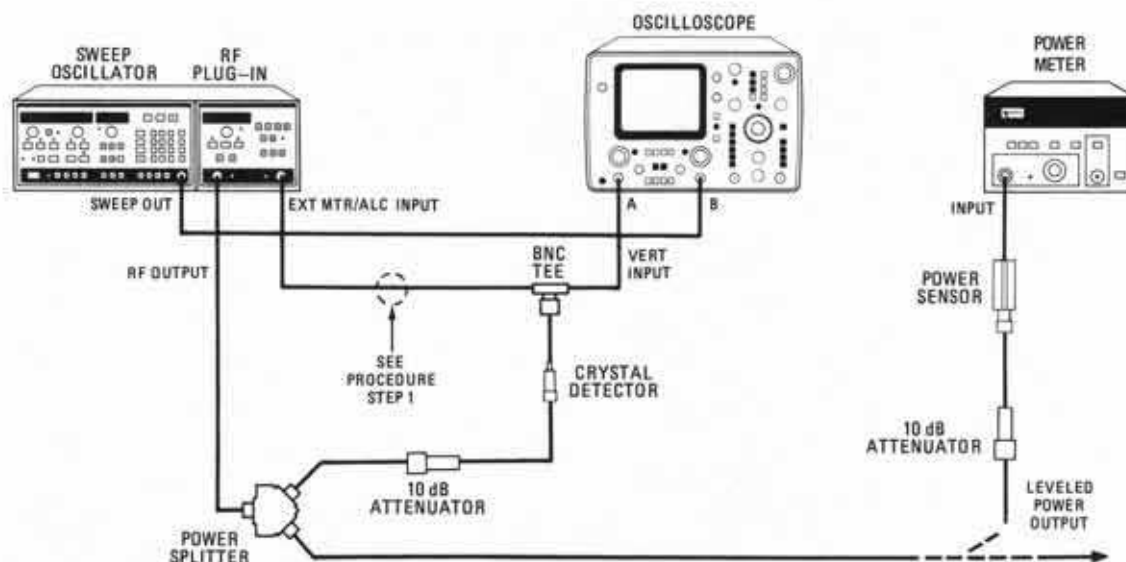 OSCILLOSCOPE
SWEEP
OSCILLATOR
RF
PLUG-IN
POWER
METER
SWEEP OUT
EXT MTR/ALC INPUT
A
B
INPUT
RF OUTPUT
BNC
TEE
VERT
INPUT
POWER
SENSOR
SEE
PROCEDURE
STEP 1
CRYSTAL
DETECTOR
10 dB
ATTENUATOR
10 dB
ATTENUATOR
LEVELED
POWER
OUTPUT
POWER
SPLITTER